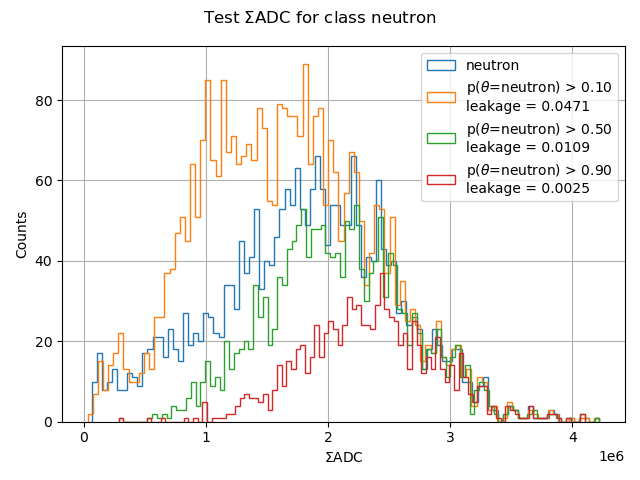 Test ΣADC for class neutron
neutron
p(θ=neutron) > 0.10
leakage = 0.0471
p(θ=neutron) > 0.50
leakage = 0.0109
p(θ=neutron) > 0.90
leakage = 0.0025
Counts
80
60
40
20
0
0 1 2 3 4
1e6
ΣADC